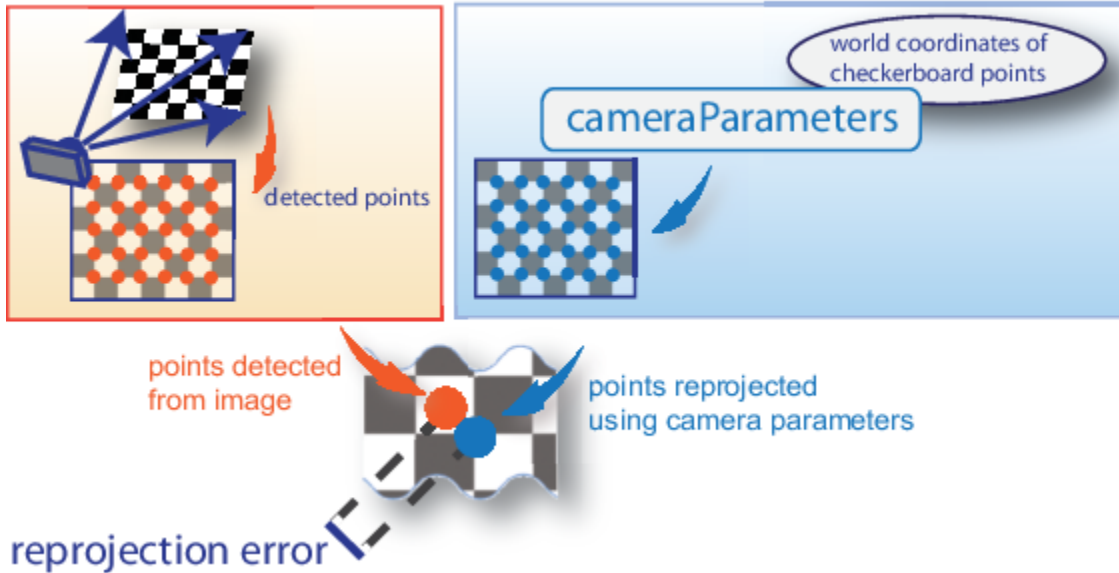 world coordinates of
checkerboard points
cameraParameters
detected points
points detected
from image
points reprojected
using camera parameters
reprojection error